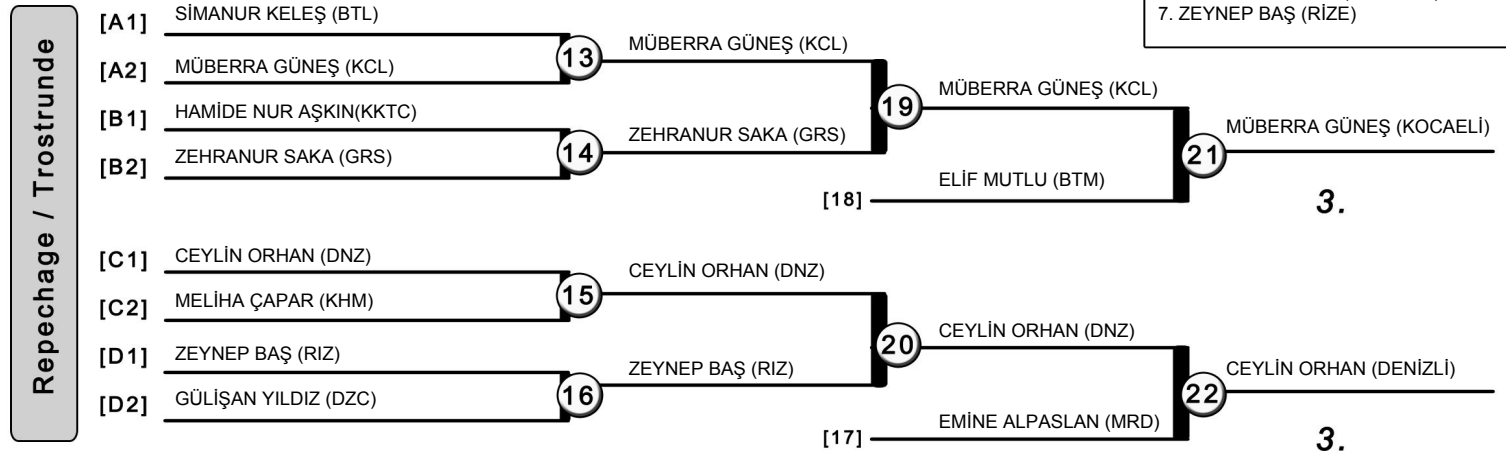 7. ZEYNEP BAŞ (RİZE)
Repechage / Trostrunde
[A1] SİMANUR KELEŞ (BTL)
13
MÜBERRA GÜNEŞ (KCL)
[A2] MÜBERRA GÜNEŞ (KCL)
19
MÜBERRA GÜNEŞ (KCL)
[B1] HAMİDE NUR AŞKIN(KKTC)
14
ZEHRANUR SAKA (GRS)
[B2] ZEHRANUR SAKA (GRS)
21
MÜBERRA GÜNEŞ (KOCAELİ)
[18] ELİF MUTLU (BTM)
3.
[C1] CEYLİN ORHAN (DNZ)
15
CEYLİN ORHAN (DNZ)
[C2] MELİHA ÇAPAR (KHM)
20
CEYLİN ORHAN (DNZ)
[D1] ZEYNEP BAŞ (RIZ)
16
ZEYNEP BAŞ (RIZ)
[D2] GÜLİŞAN YILDIZ (DZC)
22
CEYLİN ORHAN (DENİZLİ)
[17] EMİNE ALPASLAN (MRD)
3.